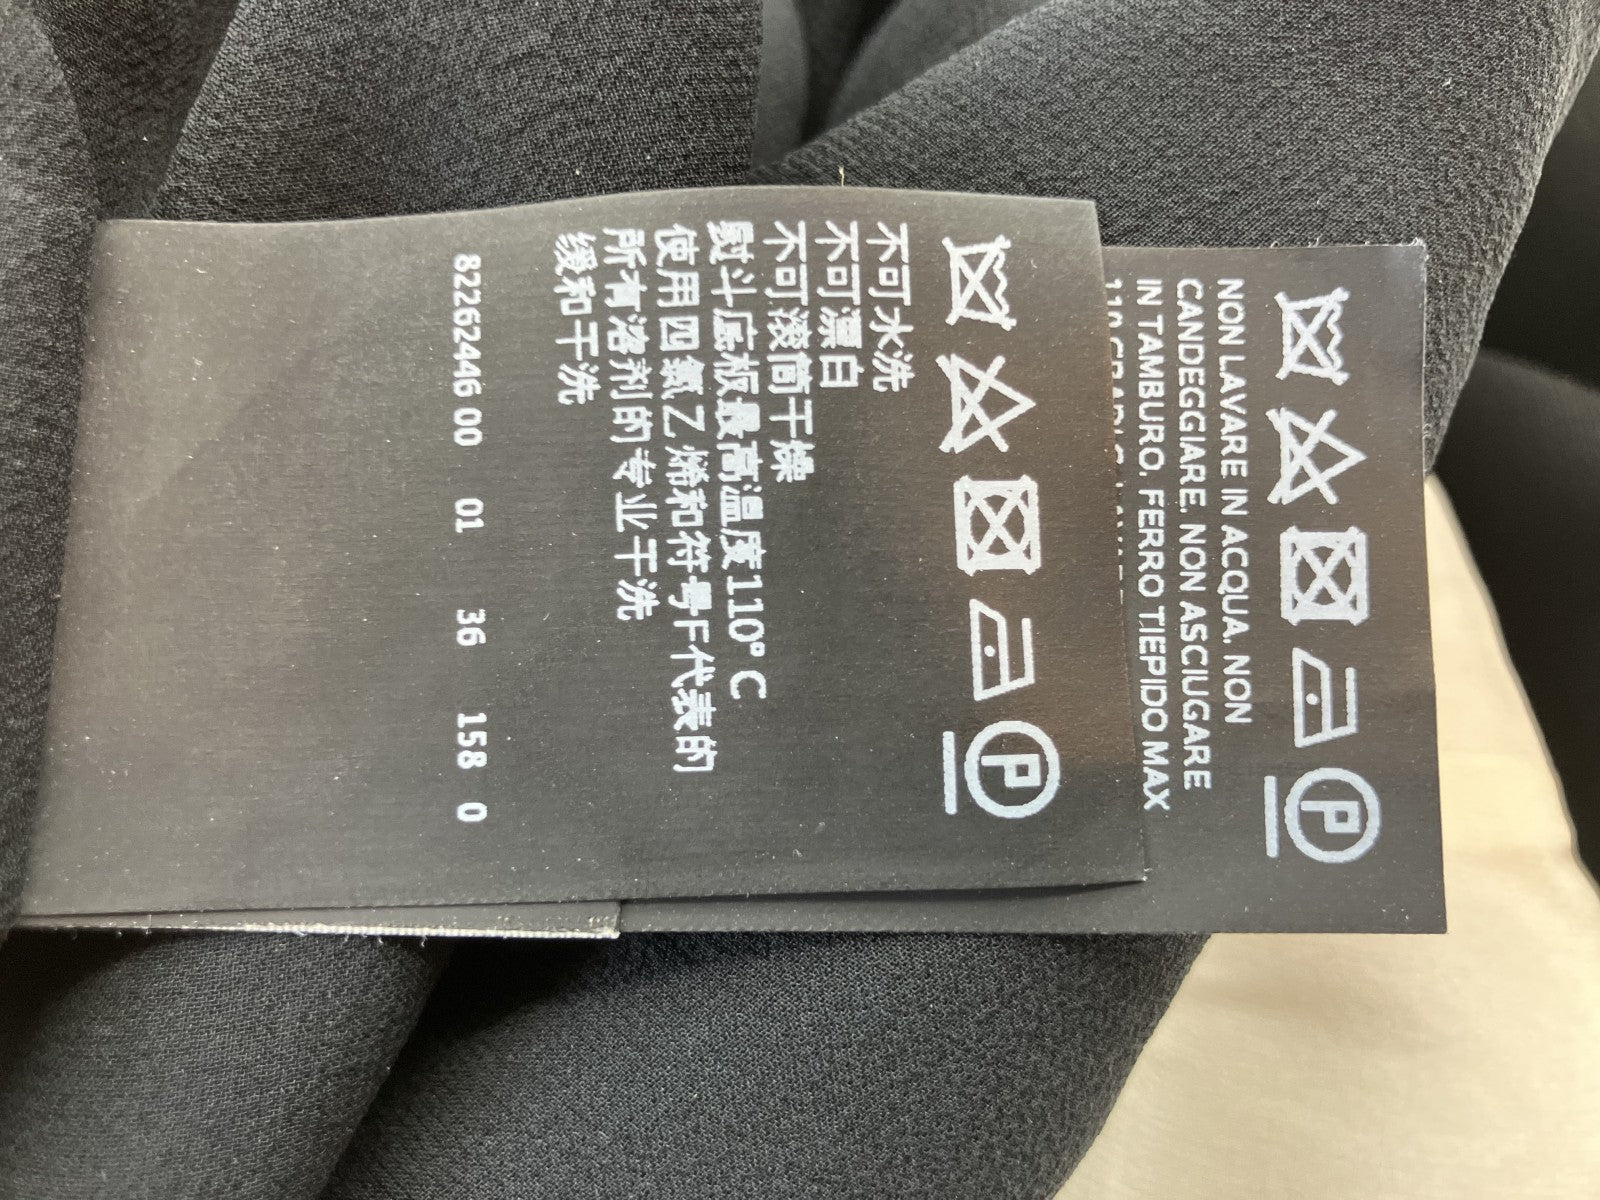 P
NON LAVARE IN ACQUA. NON
CANDEGGIARE. NON ASCIUGARE
IN TAMBURO. FERRO TIEPIDO MAX
110 GRADI
P
不可水洗
不可漂白
不可滚筒干燥
熨斗底板最高温度110°C
使用四氯乙烯和符号F代表的
所有溶剂的专业干洗
缓和干洗
82262446 00 01 36 158 0